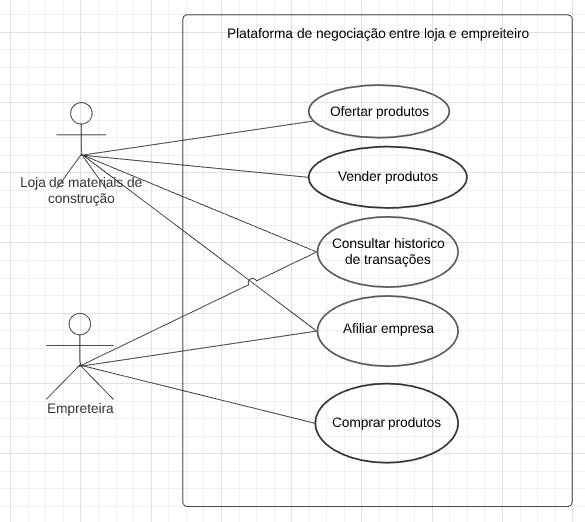 Plataforma de negociação entre loja e empreiteiro
Ofertar produtos
Vender produtos
Loja de materiais de
construção
Consultar historico
de transações
Afiliar empresa
Empreteira
Comprar produtos